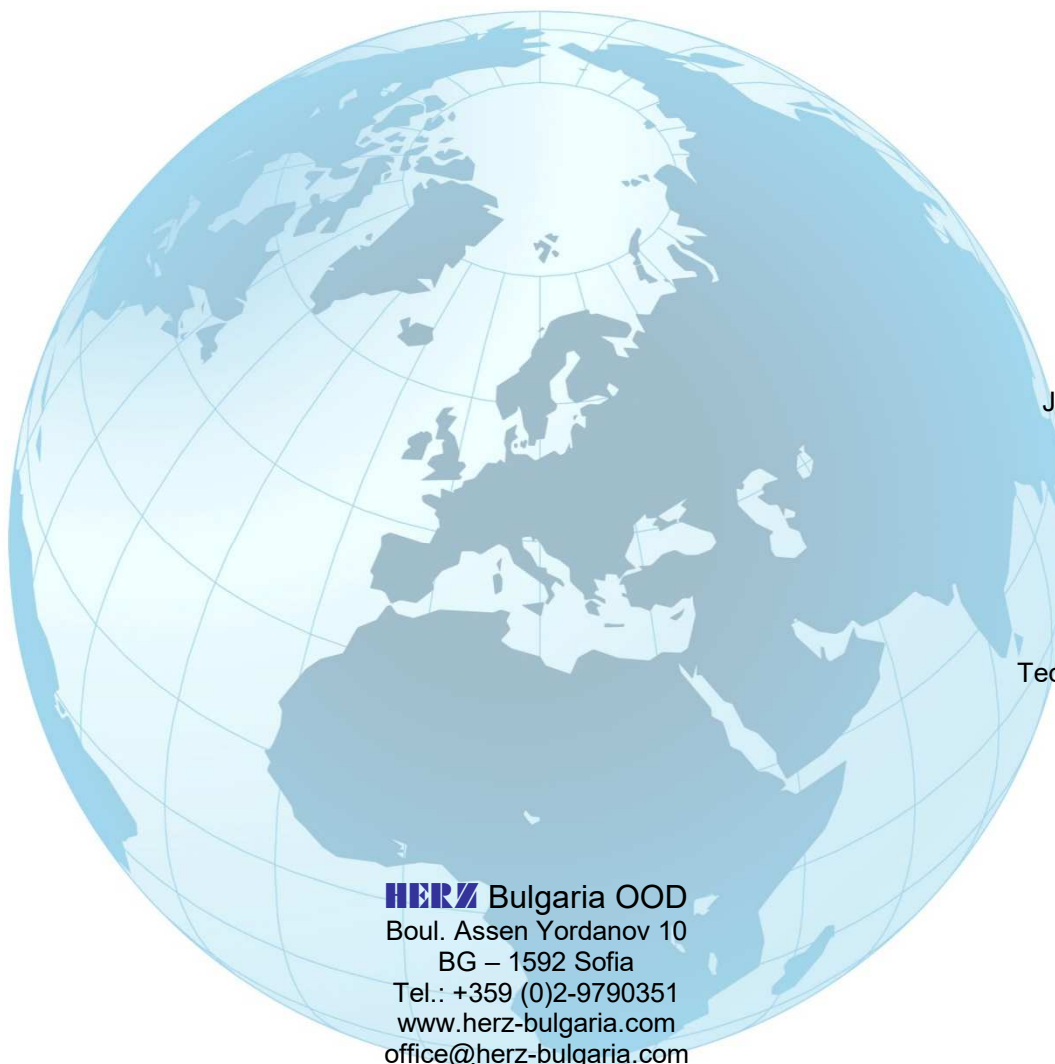 J
Tec
HERZ Bulgaria OOD
Boul. Assen Yordanov 10
BG – 1592 Sofia
Tel.: +359 (0)2-9790351
www.herz-bulgaria.com
office@herz-bulgaria.com